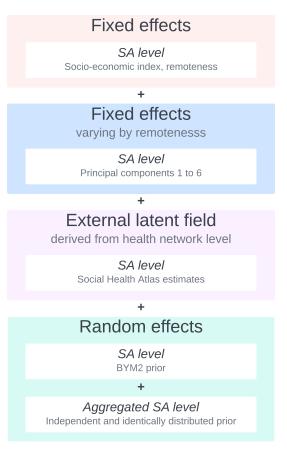 Fixed effects
SA level
Socio-economic index, remoteness
+
Fixed effects
varying by remotenesss
SA level
Principal components 1 to 6
+
External latent field
derived from health network level
SA level
Social Health Atlas estimates
+
Random effects
SA level
BYM2 prior
+
Aggregated SA level
Independent and identically distributed prior